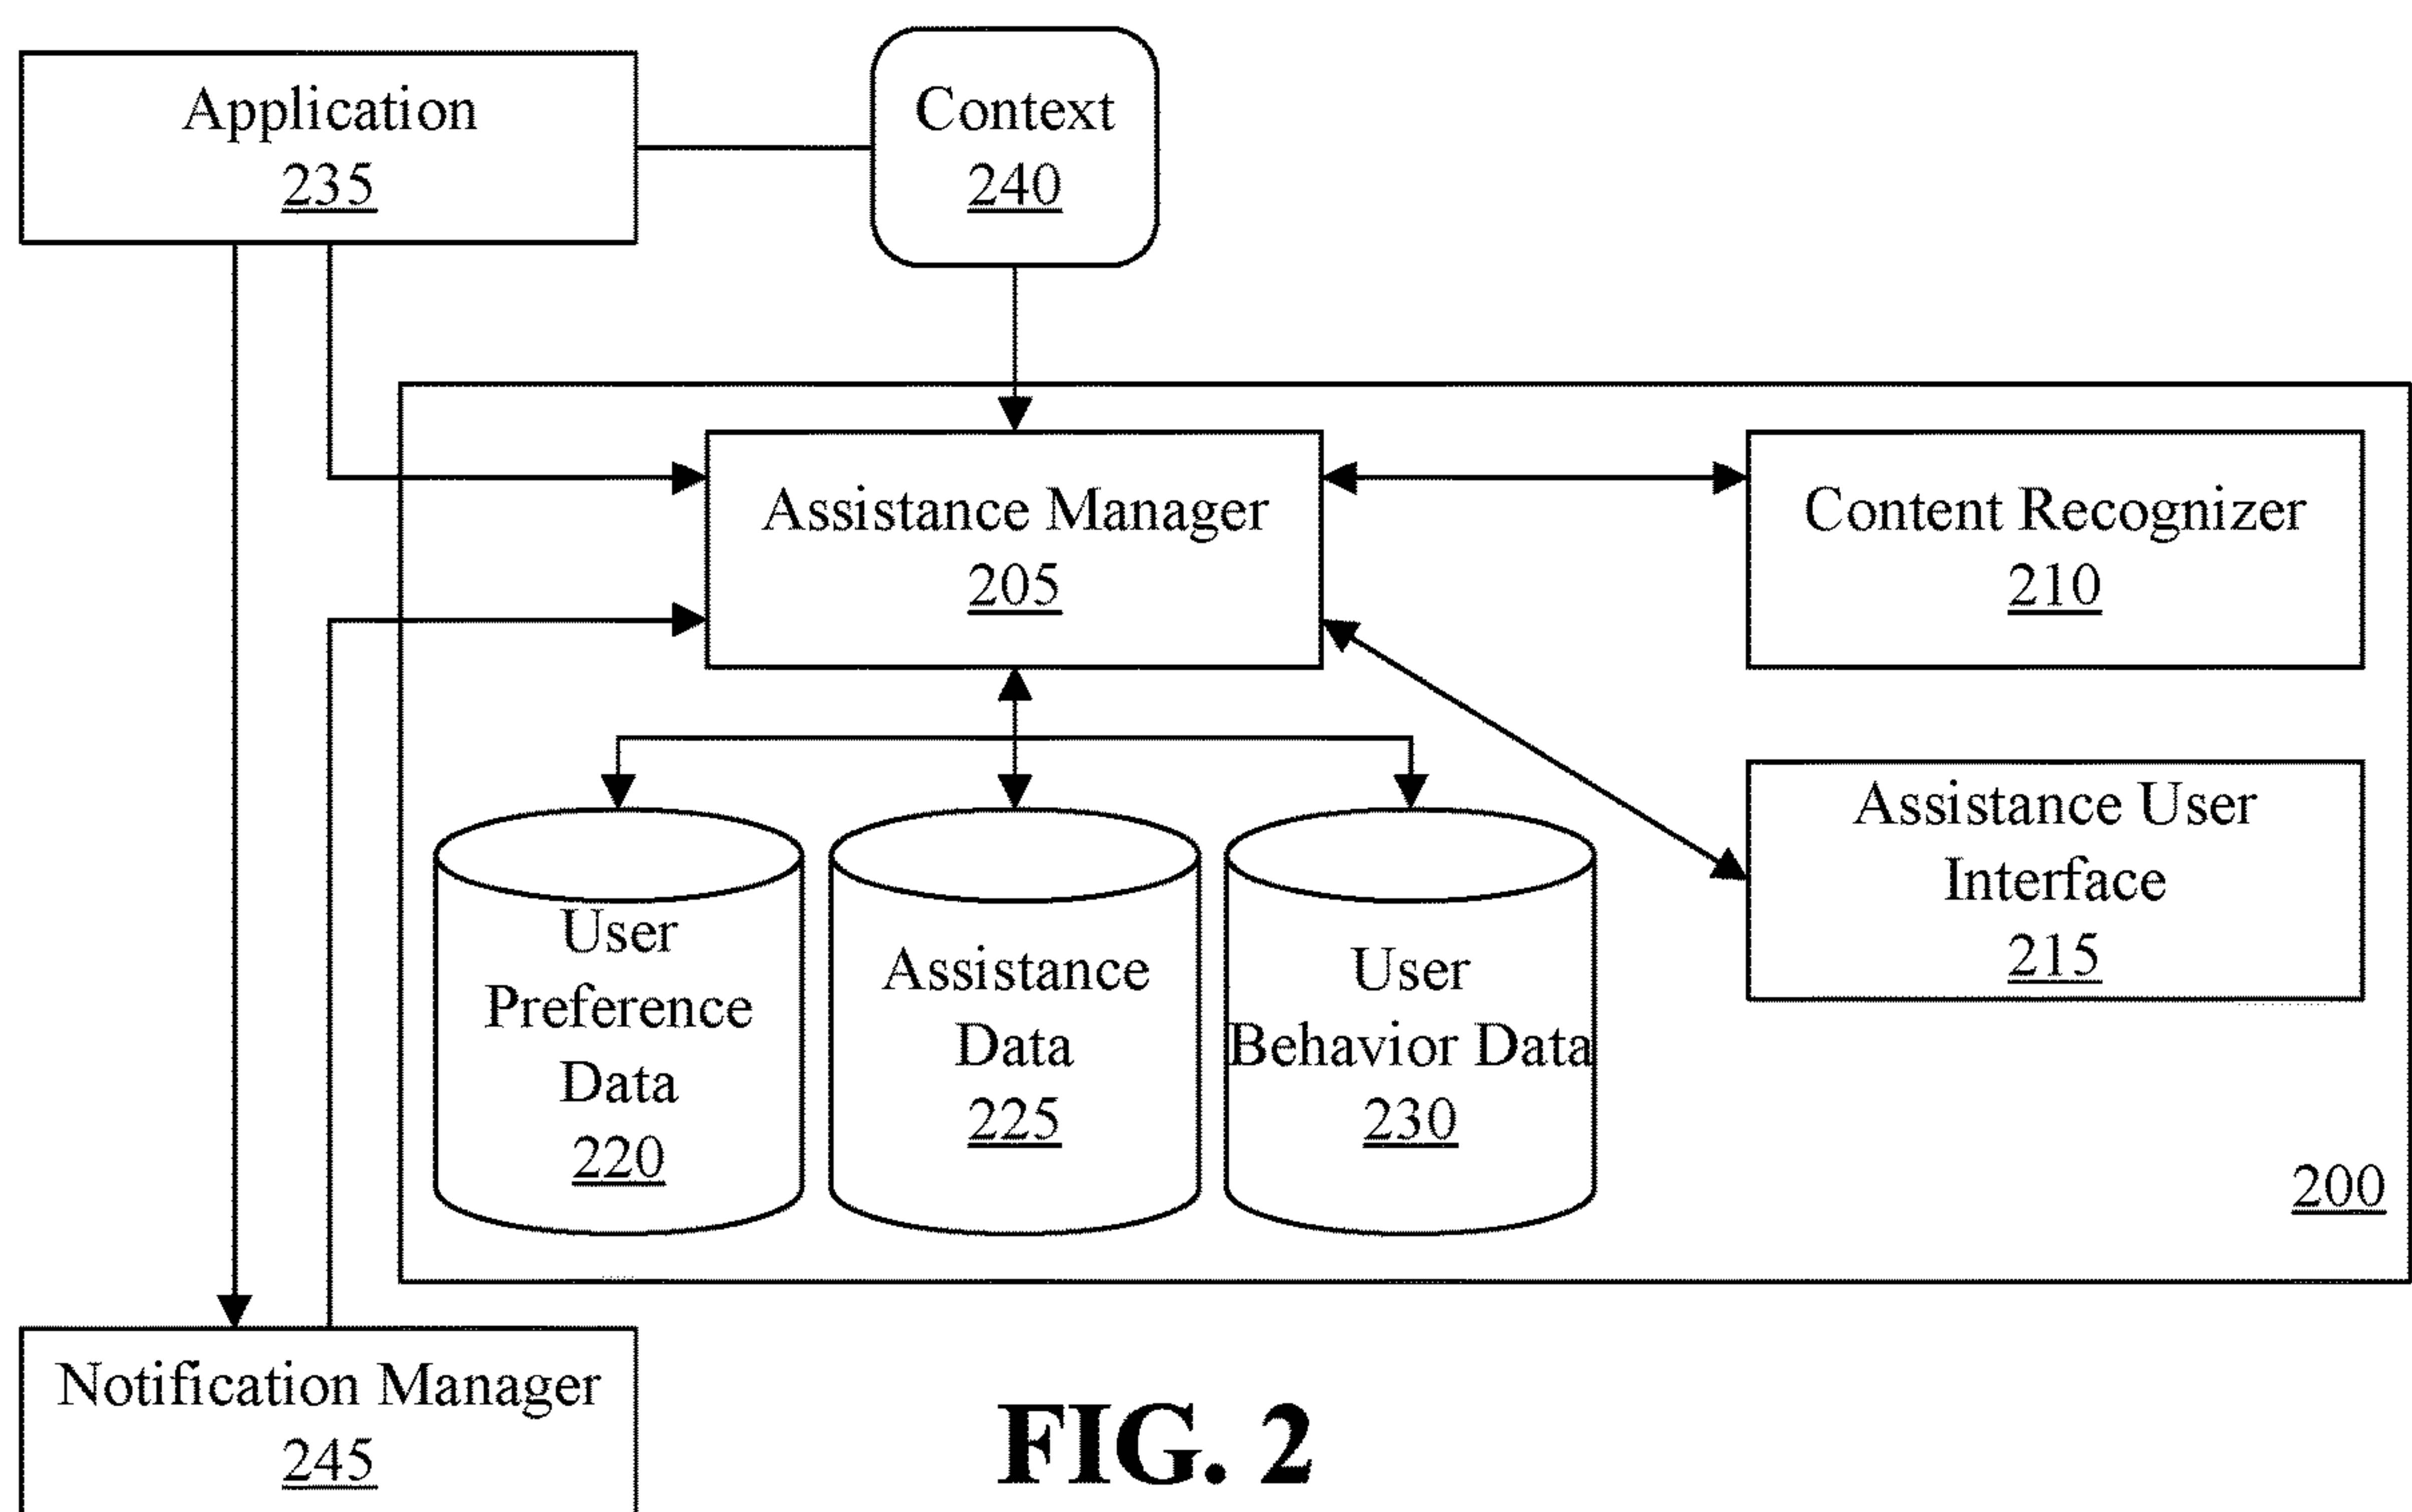 Application
235
Context
240
Assistance Manager
205
Content Recognizer
210
Assistance User
Interface
215
User
Preference
Data
220
Assistance
Data
225
User
Behavior Data
230
200
Notification Manager
245
FIG. 2